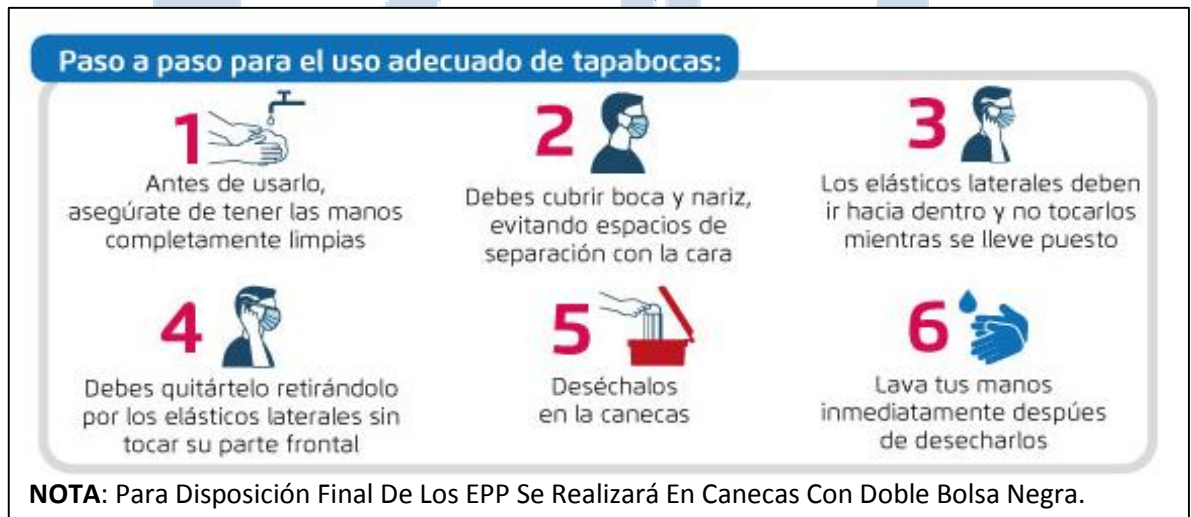 Paso a paso para el uso adecuado de tapabocas:
1
Antes de usarlo,
asegúrate de tener las manos
completamente limpias
2
Debes cubrir boca y nariz,
evitando espacios de
separación con la cara
3
Los elásticos laterales deben
ir hacia dentro y no tocarlos
mientras se lleve puesto
4
Debes quitártelo retirándolo
por los elásticos laterales sin
tocar su parte frontal
5
Deséchalos
en la canecas
6
Lava tus manos
inmediatamente despúes
de desecharlos
NOTA: Para Disposición Final De Los EPP Se Realizará En Canecas Con Doble Bolsa Negra.